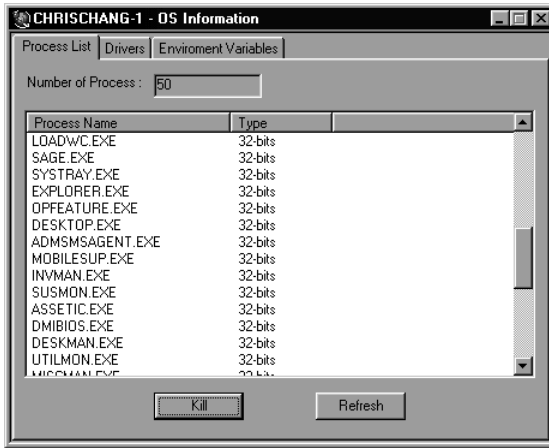 CHRISCHANG-1 - OS Information
Process List Drivers Enviroment Variables
Number of Process : 50
Process Name Type
LOADWC.EXE 32-bits
SAGE.EXE 32-bits
SYSTRAY.EXE 32-bits
EXPLORER.EXE 32-bits
OPFEATURE.EXE 32-bits
DESKTOP.EXE 32-bits
ADMSMSAGENT.EXE 32-bits
MOBILESUP.EXE 32-bits
INVMAN.EXE 32-bits
SUSMON.EXE 32-bits
ASSETIC.EXE 32-bits
DMIBIOS.EXE 32-bits
DESKMAN.EXE 32-bits
UTILMON.EXE 32-bits
Kill Refresh